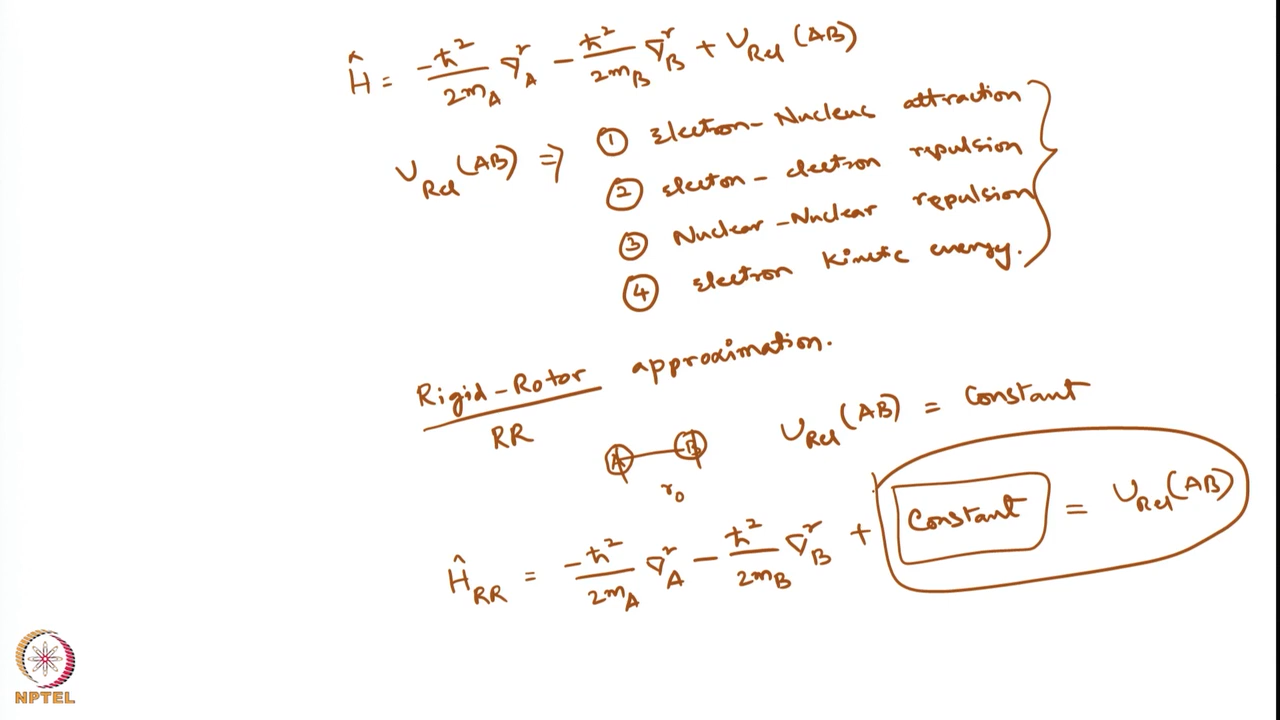 Ĥ = -ħ²/2m_A ∇²_A - ħ²/2m_B ∇²_B + U_Rel (AB)
U_Rel (AB) ⇒ ① Electron-Nucleus attraction
② electon-electron repulsion
③ Nuclear-Nuclear repulsion
④ Electron Kinetic energy.
Rigid-Rotor approximation.
RR
A B U_Rel (AB) = constant
r₀
Ĥ_RR = -ħ²/2m_A ∇²_A - ħ²/2m_B ∇²_B + Constant = U_Rel (AB)
NPTEL